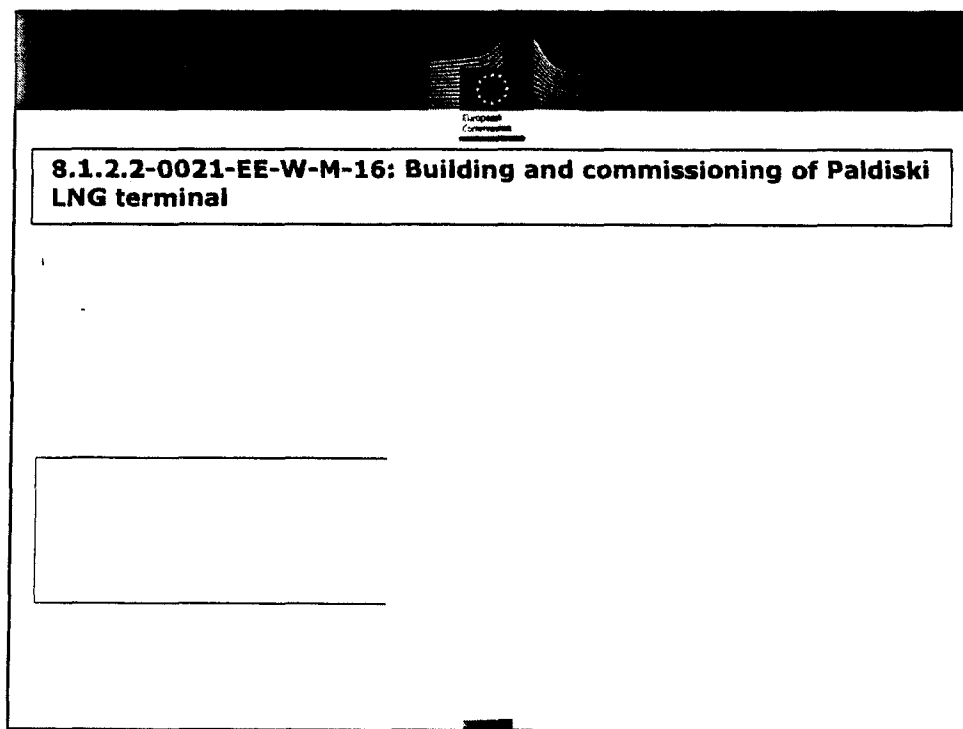 European
Commission
8.1.2.2-0021-EE-W-M-16: Building and commissioning of Paldiski
LNG terminal